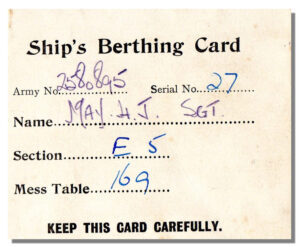 Ship's Berthing Card
Army No. 2580895 Serial No. 27
Name MAY. H.J. SGT.
Section E 5
Mess Table 169
KEEP THIS CARD CAREFULLY.